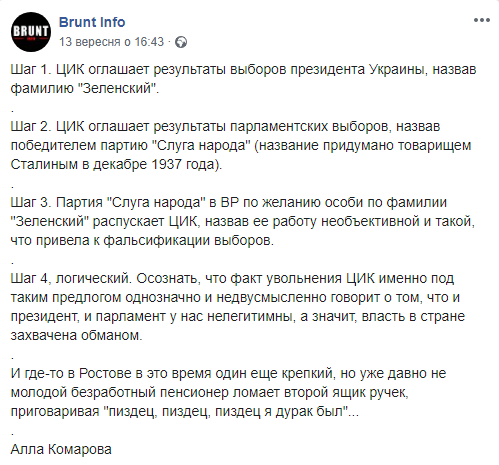 BRUNT
Brunt Info
13 вересня о 16:43 ·
Шаг 1. ЦИК оглашает результаты выборов президента Украины, назвав
фамилию "Зеленский".
.
Шаг 2. ЦИК оглашает результаты парламентских выборов, назвав
победителем партию "Слуга народа" (название придумано товарищем
Сталиным в декабре 1937 года).
.
Шаг 3. Партия "Слуга народа" в ВР по желанию особи по фамилии
"Зеленский" распускает ЦИК, назвав ее работу необъективной и такой,
что привела к фальсификации выборов.
.
Шаг 4, логический. Осознать, что факт увольнения ЦИК именно под
таким предлогом однозначно и недвусмысленно говорит о том, что и
президент, и парламент у нас нелегитимны, а значит, власть в стране
захвачена обманом.
.
И где-то в Ростове в это время один еще крепкий, но уже давно не
молодой безработный пенсионер ломает второй ящик ручек,
приговаривая "пиздец, пиздец, пиздец я дурак был"...
.
Алла Комарова